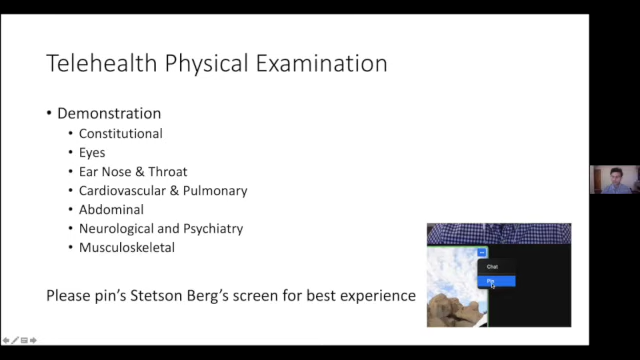 Telehealth Physical Examination
• Demonstration
• Constitutional
• Eyes
• Ear Nose & Throat
• Cardiovascular & Pulmonary
• Abdominal
• Neurological and Psychiatry
• Musculoskeletal
Chat
Pin
Please pin's Stetson Berg's screen for best experience